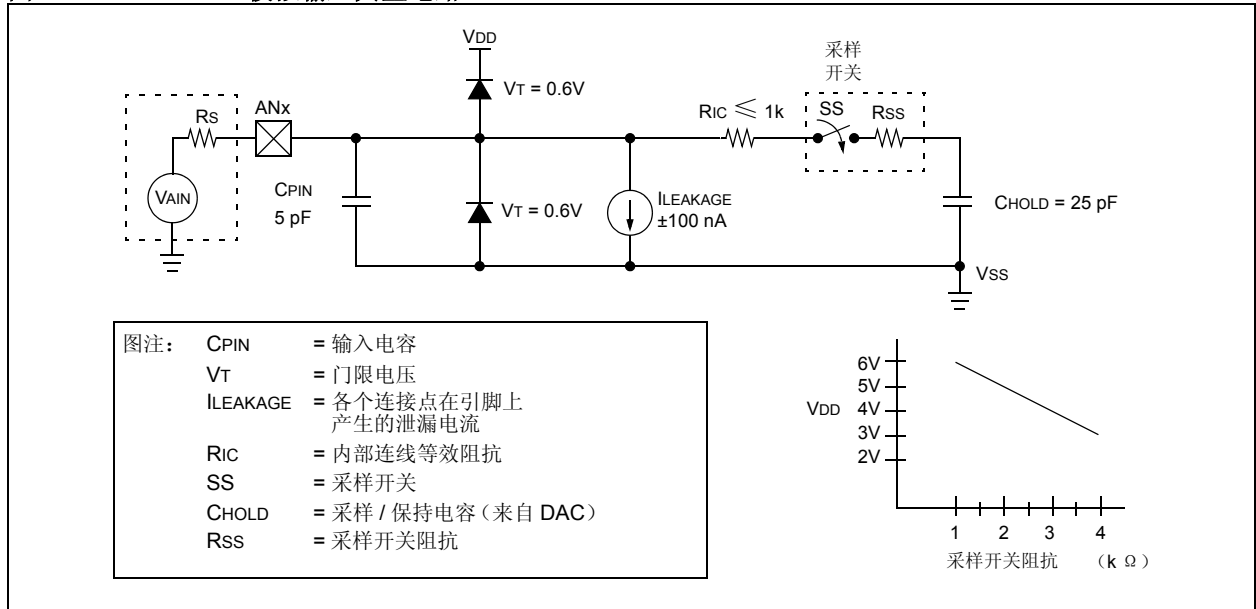 VDD
采样
开关
VT = 0.6V
RIC ≤ 1k
SS
RSS
RS
ANx
VAIN
CPIN
5 pF
VT = 0.6V
ILEAKAGE
±100 nA
CHOLD = 25 pF
VSS
图注：
CPIN = 输入电容
VT = 门限电压
ILEAKAGE = 各个连接点在引脚上
产生的泄漏电流
RIC = 内部连线等效阻抗
SS = 采样开关
CHOLD = 采样 / 保持电容（来自 DAC）
RSS = 采样开关阻抗
6V
5V
VDD 4V
3V
2V
1 2 3 4
采样开关阻抗 （k Ω）